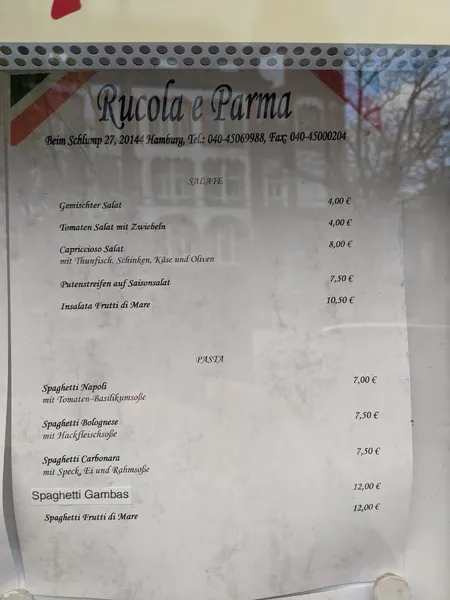 Rucola e Parma
Beim Schlump 27, 20144 Hamburg, Tel.: 040-45069988, Fax: 040-45000204
SALATE
Gemischter Salat 4,00 €
Tomaten Salat mit Zwiebeln 4,00 €
Capriccioso Salat 8,00 €
mit Thunfisch, Schinken, Käse und Oliven
Putenstreifen auf Saisonsalat 7,50 €
Insalata Frutti di Mare 10,50 €
PASTA
Spaghetti Napoli 7,00 €
mit Tomaten-Basilikumsoße
Spaghetti Bolognese 7,50 €
mit Hackfleischsoße
Spaghetti Carbonara 7,50 €
mit Speck, Ei und Rahmsoße
Spaghetti Gambas 12,00 €
Spaghetti Frutti di Mare 12,00 €